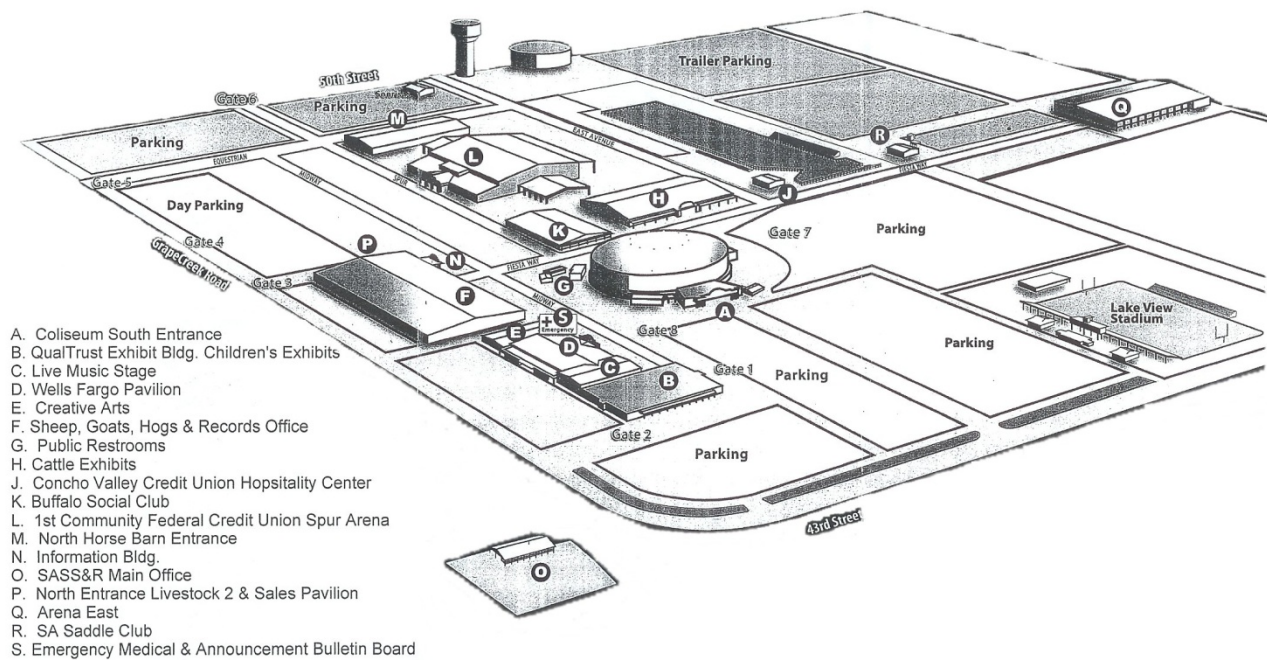 50th Street
Trailer Parking
Gate 6
Parking
M
Q
Parking
EAST AVENUE
R
EQUESTRIAN
L
FIESTA WAY
Gate 5
MIDWAY
SPUR
H
J
Day Parking
K
Gate 7
Parking
Gate 4
P
N
FIESTA WAY
GrapeCreek Road
Gate 3
G
F
MIDWAY
A
Lake View
Stadium
S
Emergency
E
Gate 8
D
Parking
C
B
Gate 1
Parking
Gate 2
Parking
43rd Street
O
A. Coliseum South Entrance
B. QualTrust Exhibit Bldg. Children's Exhibits
C. Live Music Stage
D. Wells Fargo Pavilion
E. Creative Arts
F. Sheep, Goats, Hogs & Records Office
G. Public Restrooms
H. Cattle Exhibits
J. Concho Valley Credit Union Hopsitality Center
K. Buffalo Social Club
L. 1st Community Federal Credit Union Spur Arena
M. North Horse Barn Entrance
N. Information Bldg.
O. SASS&R Main Office
P. North Entrance Livestock 2 & Sales Pavilion
Q. Arena East
R. SA Saddle Club
S. Emergency Medical & Announcement Bulletin Board